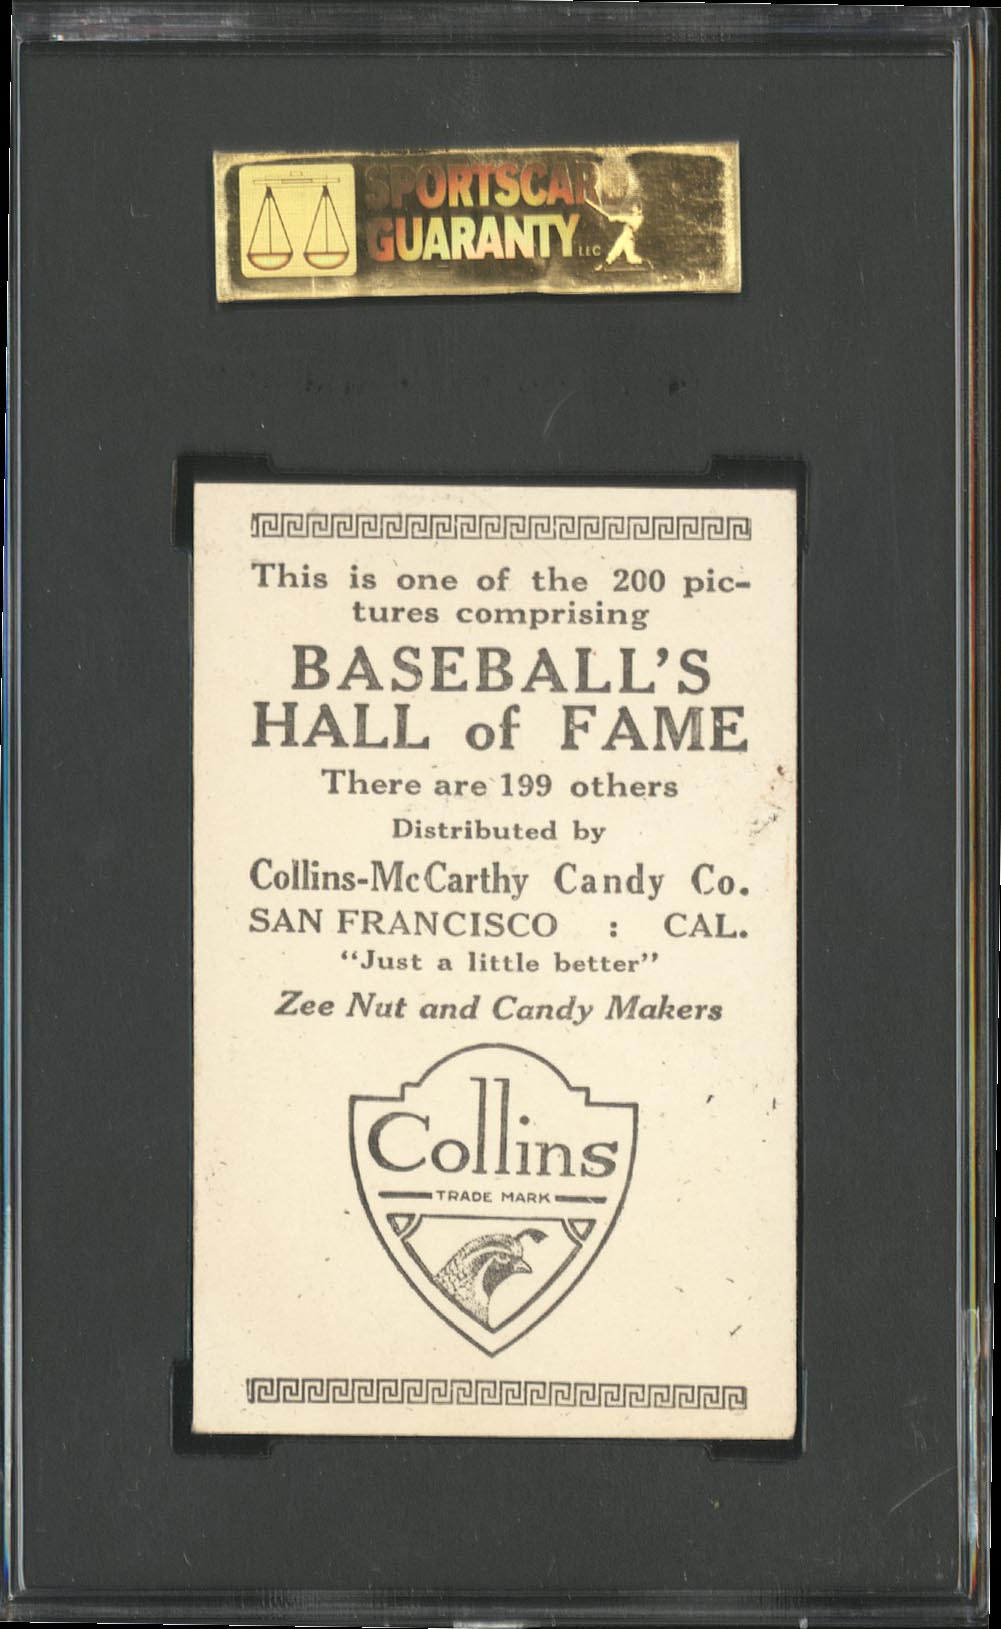 SPORTSCAR
GUARANTY LLC
This is one of the 200 pic-
tures comprising
BASEBALL'S
HALL of FAME
There are 199 others
Distributed by
Collins-McCarthy Candy Co.
SAN FRANCISCO : CAL.
"Just a little better"
Zee Nut and Candy Makers
Collins
TRADE MARK